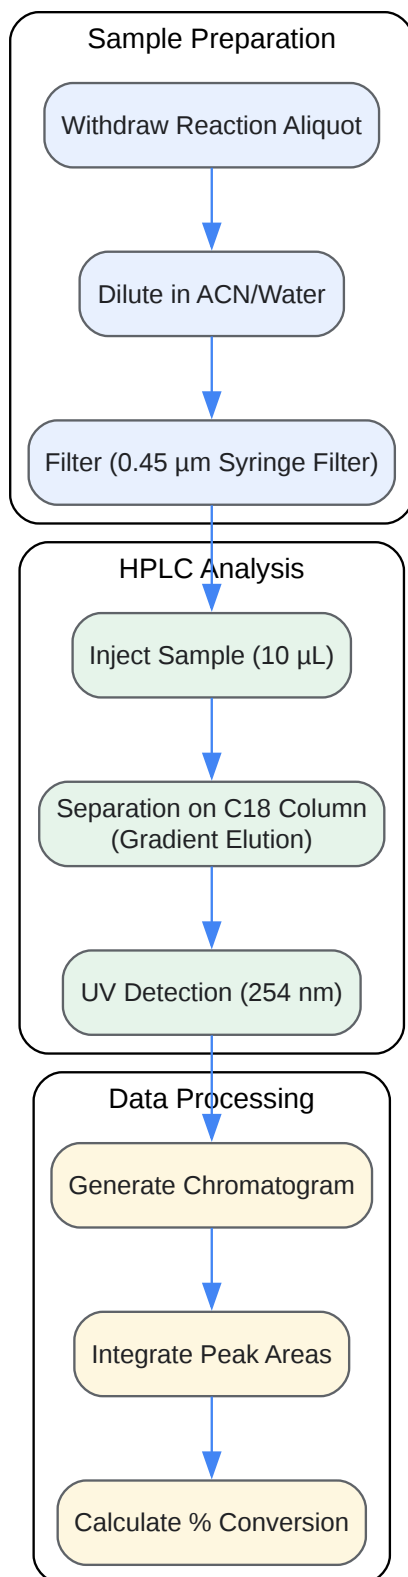 Sample Preparation
Withdraw Reaction Aliquot
Dilute in ACN/Water
Filter (0.45 µm Syringe Filter)
HPLC Analysis
Inject Sample (10 µL)
Separation on C18 Column
(Gradient Elution)
UV Detection (254 nm)
Data Processing
Generate Chromatogram
Integrate Peak Areas
Calculate % Conversion